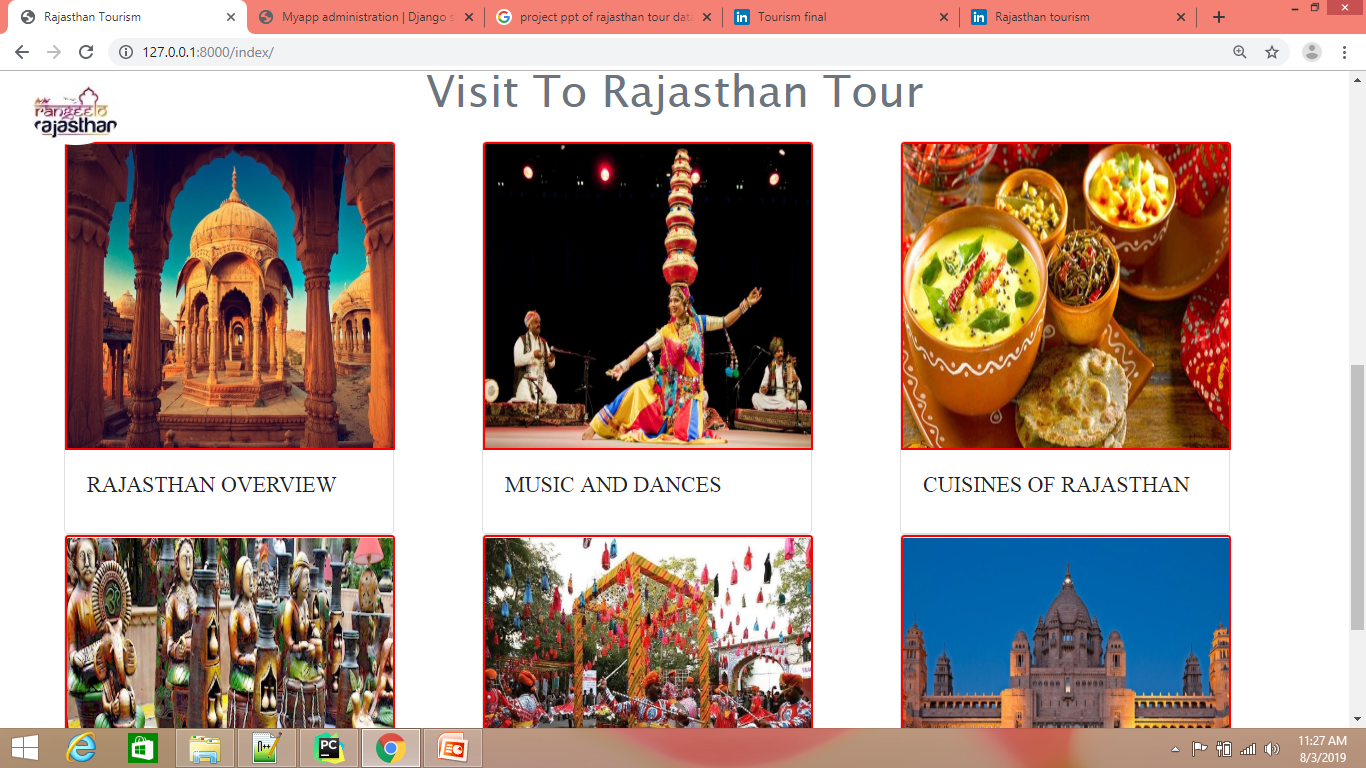 Rajasthan Tourism
Myapp administration | Django s
project ppt of rajasthan tour data
Tourism final
Rajasthan tourism
127.0.0.1:8000/index/
Visit To Rajasthan Tour
rangeelo
rajasthan
RAJASTHAN OVERVIEW
MUSIC AND DANCES
CUISINES OF RAJASTHAN
PC
11:27 AM
8/3/2019